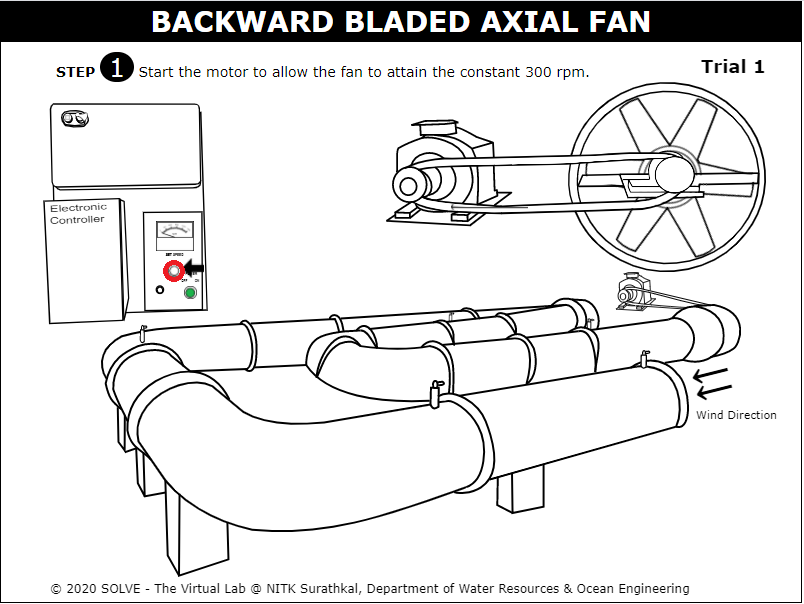 BACKWARD BLADED AXIAL FAN
STEP 1 Start the motor to allow the fan to attain the constant 300 rpm.
Trial 1
Electronic
Controller
SET SPEED
OFF ON
Wind Direction
© 2020 SOLVE - The Virtual Lab @ NITK Surathkal, Department of Water Resources & Ocean Engineering